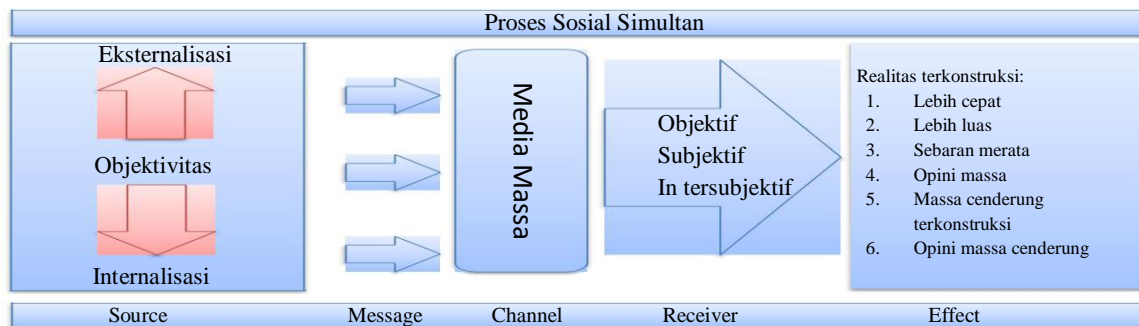 Proses Sosial Simultan
Eksternalisasi
Objektivitas
Internalisasi
Media Massa
Objektif
Subjektif
In tersubjektif
Realitas terkonstruksi:
1. Lebih cepat
2. Lebih luas
3. Sebaran merata
4. Opini massa
5. Massa cenderung
terkonstruksi
6. Opini massa cenderung
Source
Message
Channel
Receiver
Effect